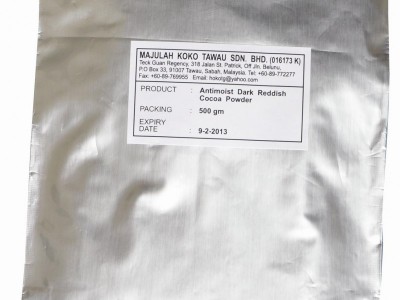 MAJULAH KOKO TAWAU SDN. BHD. (016173 K)
Teck Guan Regency, 318 Jalan St. Patrick, Off Jln. Belunu,
P.O Box 33, 91007 Tawau, Sabah, Malaysia. Tel: +60-89-772277
Fax: +60-89-769955 Email: hokotg@yahoo.com
PRODUCT : Antimoist Dark Reddish
Cocoa Powder
PACKING : 500 gm
EXPIRY
DATE : 9-2-2013